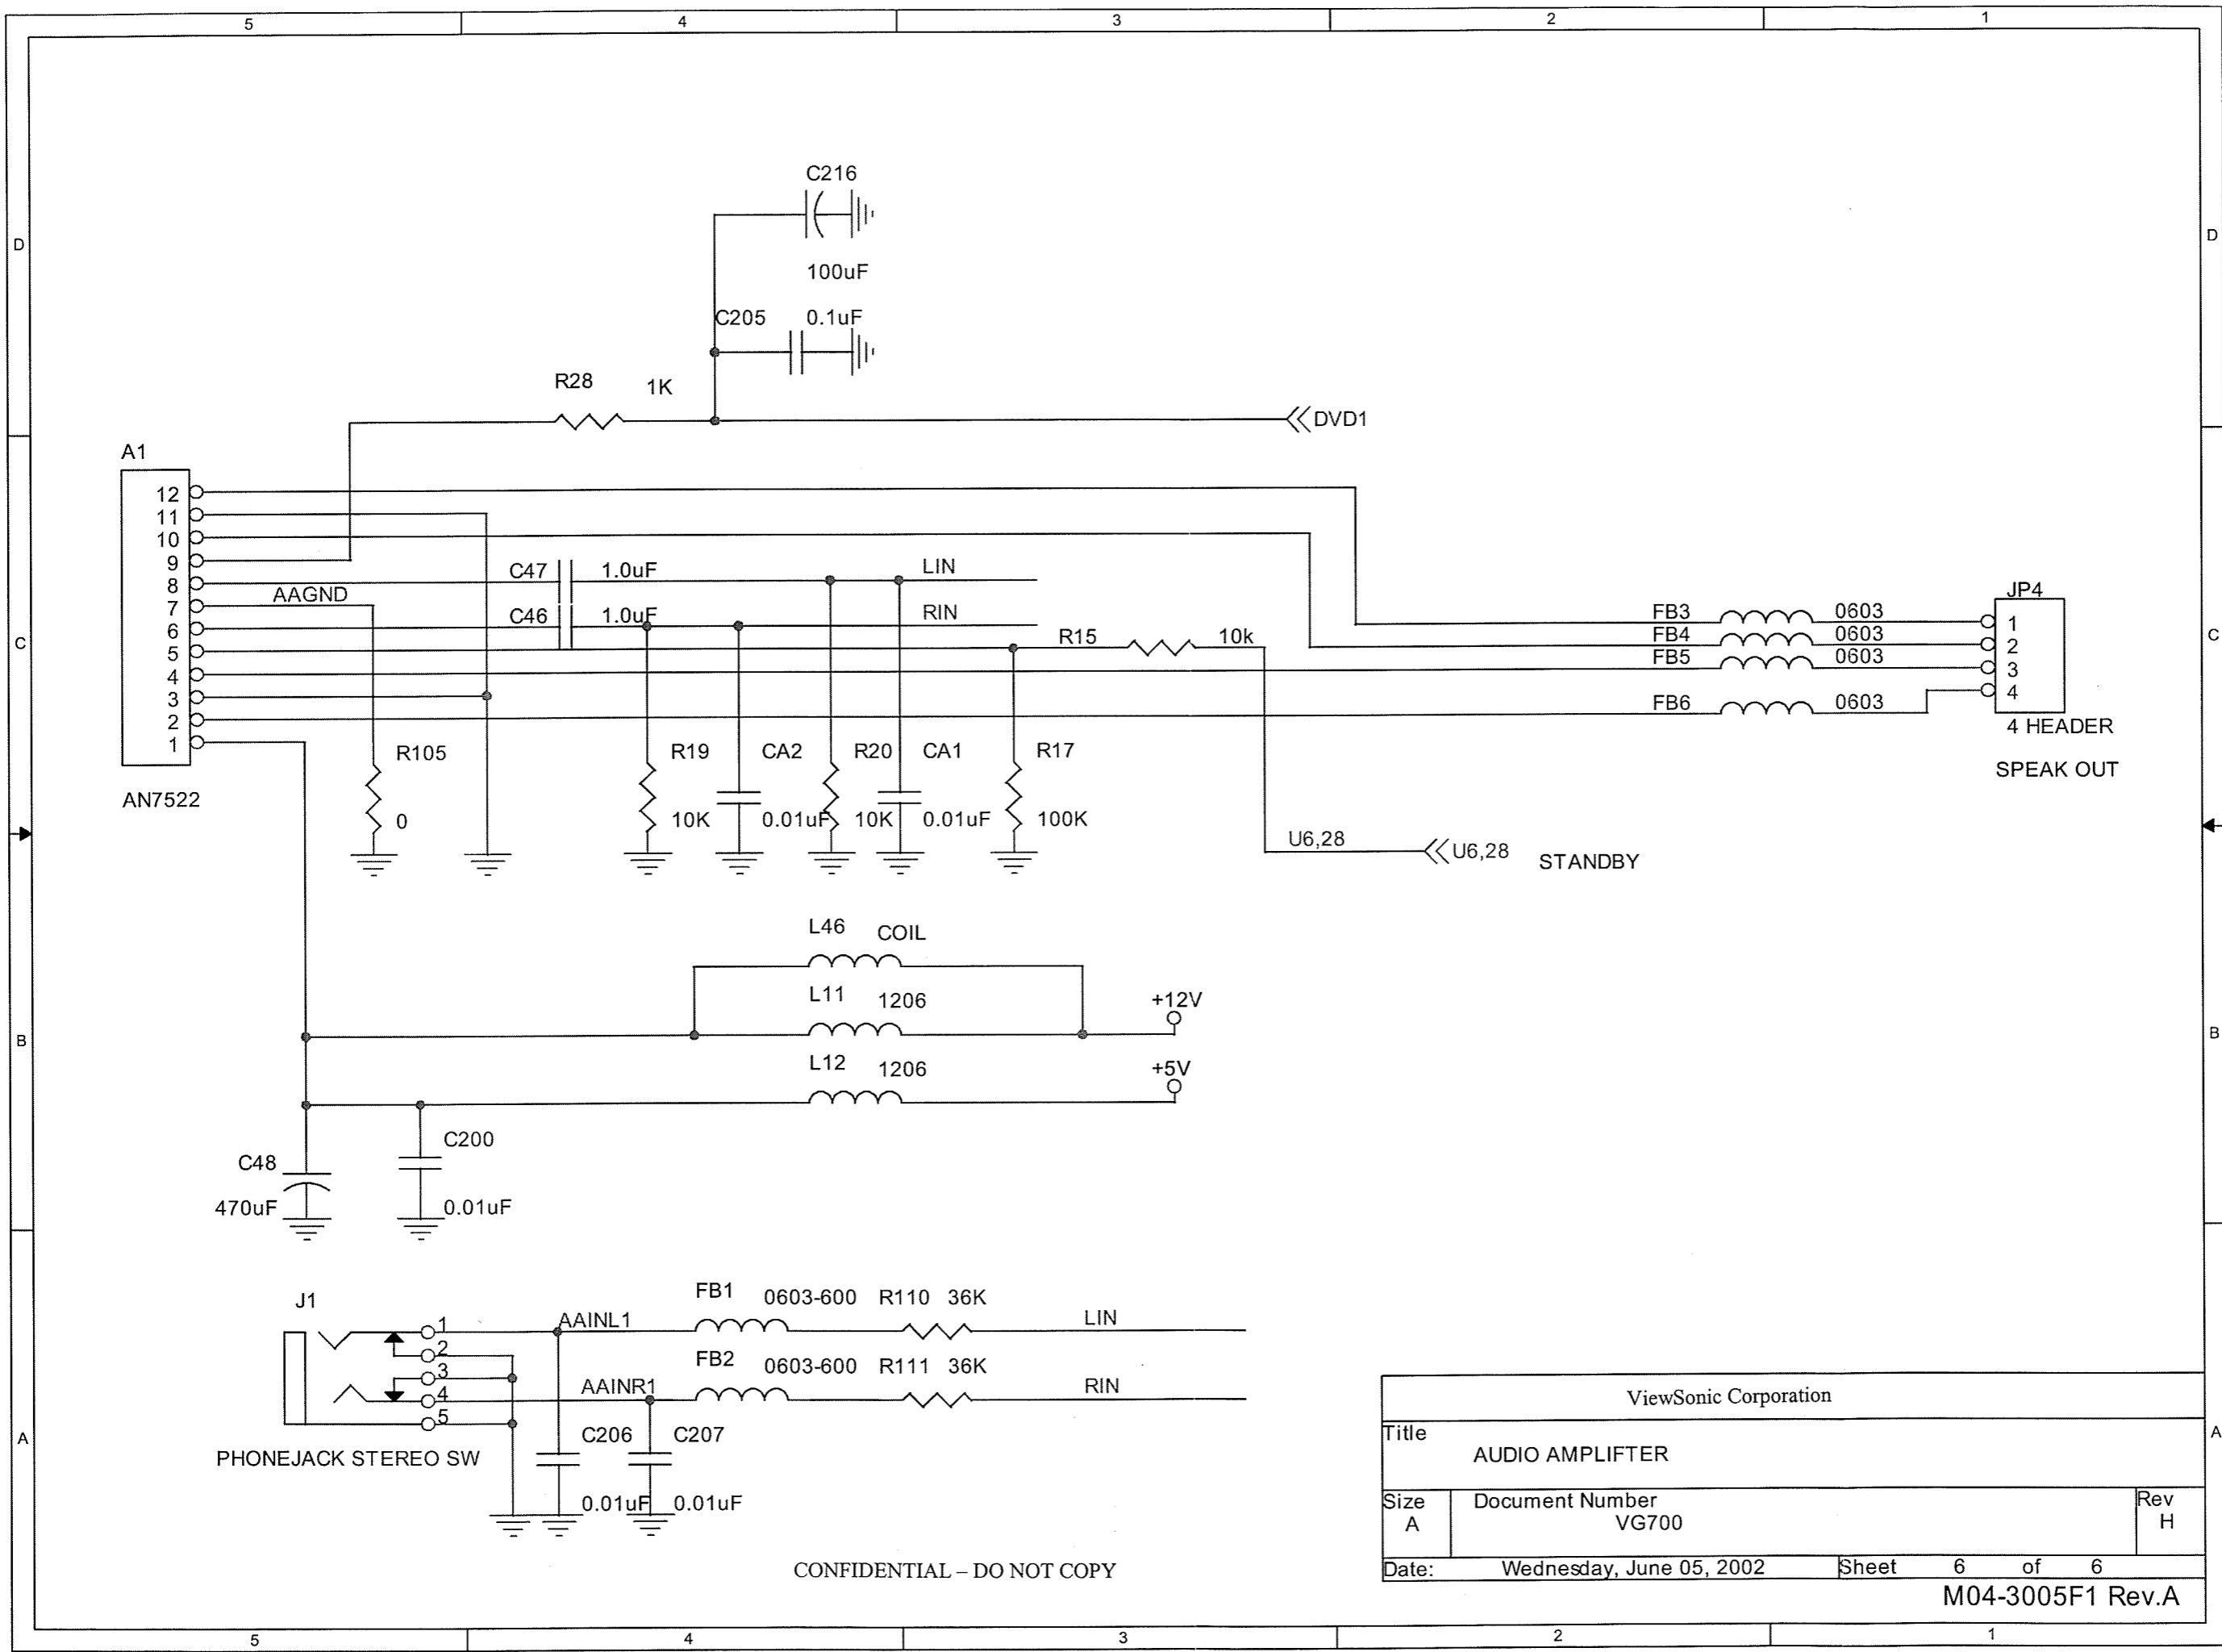 5 4 3 2 1
D D
C216
100uF
C205 0.1uF
R28 1K
DVD1
A1
12
11
10
9
8
7
6
5
4
3
2
1
AN7522
AAGND
C47 1.0uF LIN
C46 1.0uF RIN
R15 10k
FB3 0603
FB4 0603
FB5 0603
FB6 0603
JP4
1
2
3
4
4 HEADER
SPEAK OUT
C C
R105
0
R19
10K
CA2
0.01uF
R20
10K
CA1
0.01uF
R17
100K
U6,28 U6,28 STANDBY
L46 COIL
L11 1206 +12V
L12 1206 +5V
B B
C200
0.01uF
C48
470uF
J1
1
2
3
4
5
PHONEJACK STEREO SW
AAINL1 FB1 0603-600 R110 36K LIN
AAINR1 FB2 0603-600 R111 36K RIN
C206 C207
0.01uF 0.01uF
A A
CONFIDENTIAL – DO NOT COPY
ViewSonic Corporation
Title
AUDIO AMPLIFTER
Size
A
Document Number
VG700
Rev
H
Date: Wednesday, June 05, 2002 Sheet 6 of 6
M04-3005F1 Rev.A
5 4 3 2 1